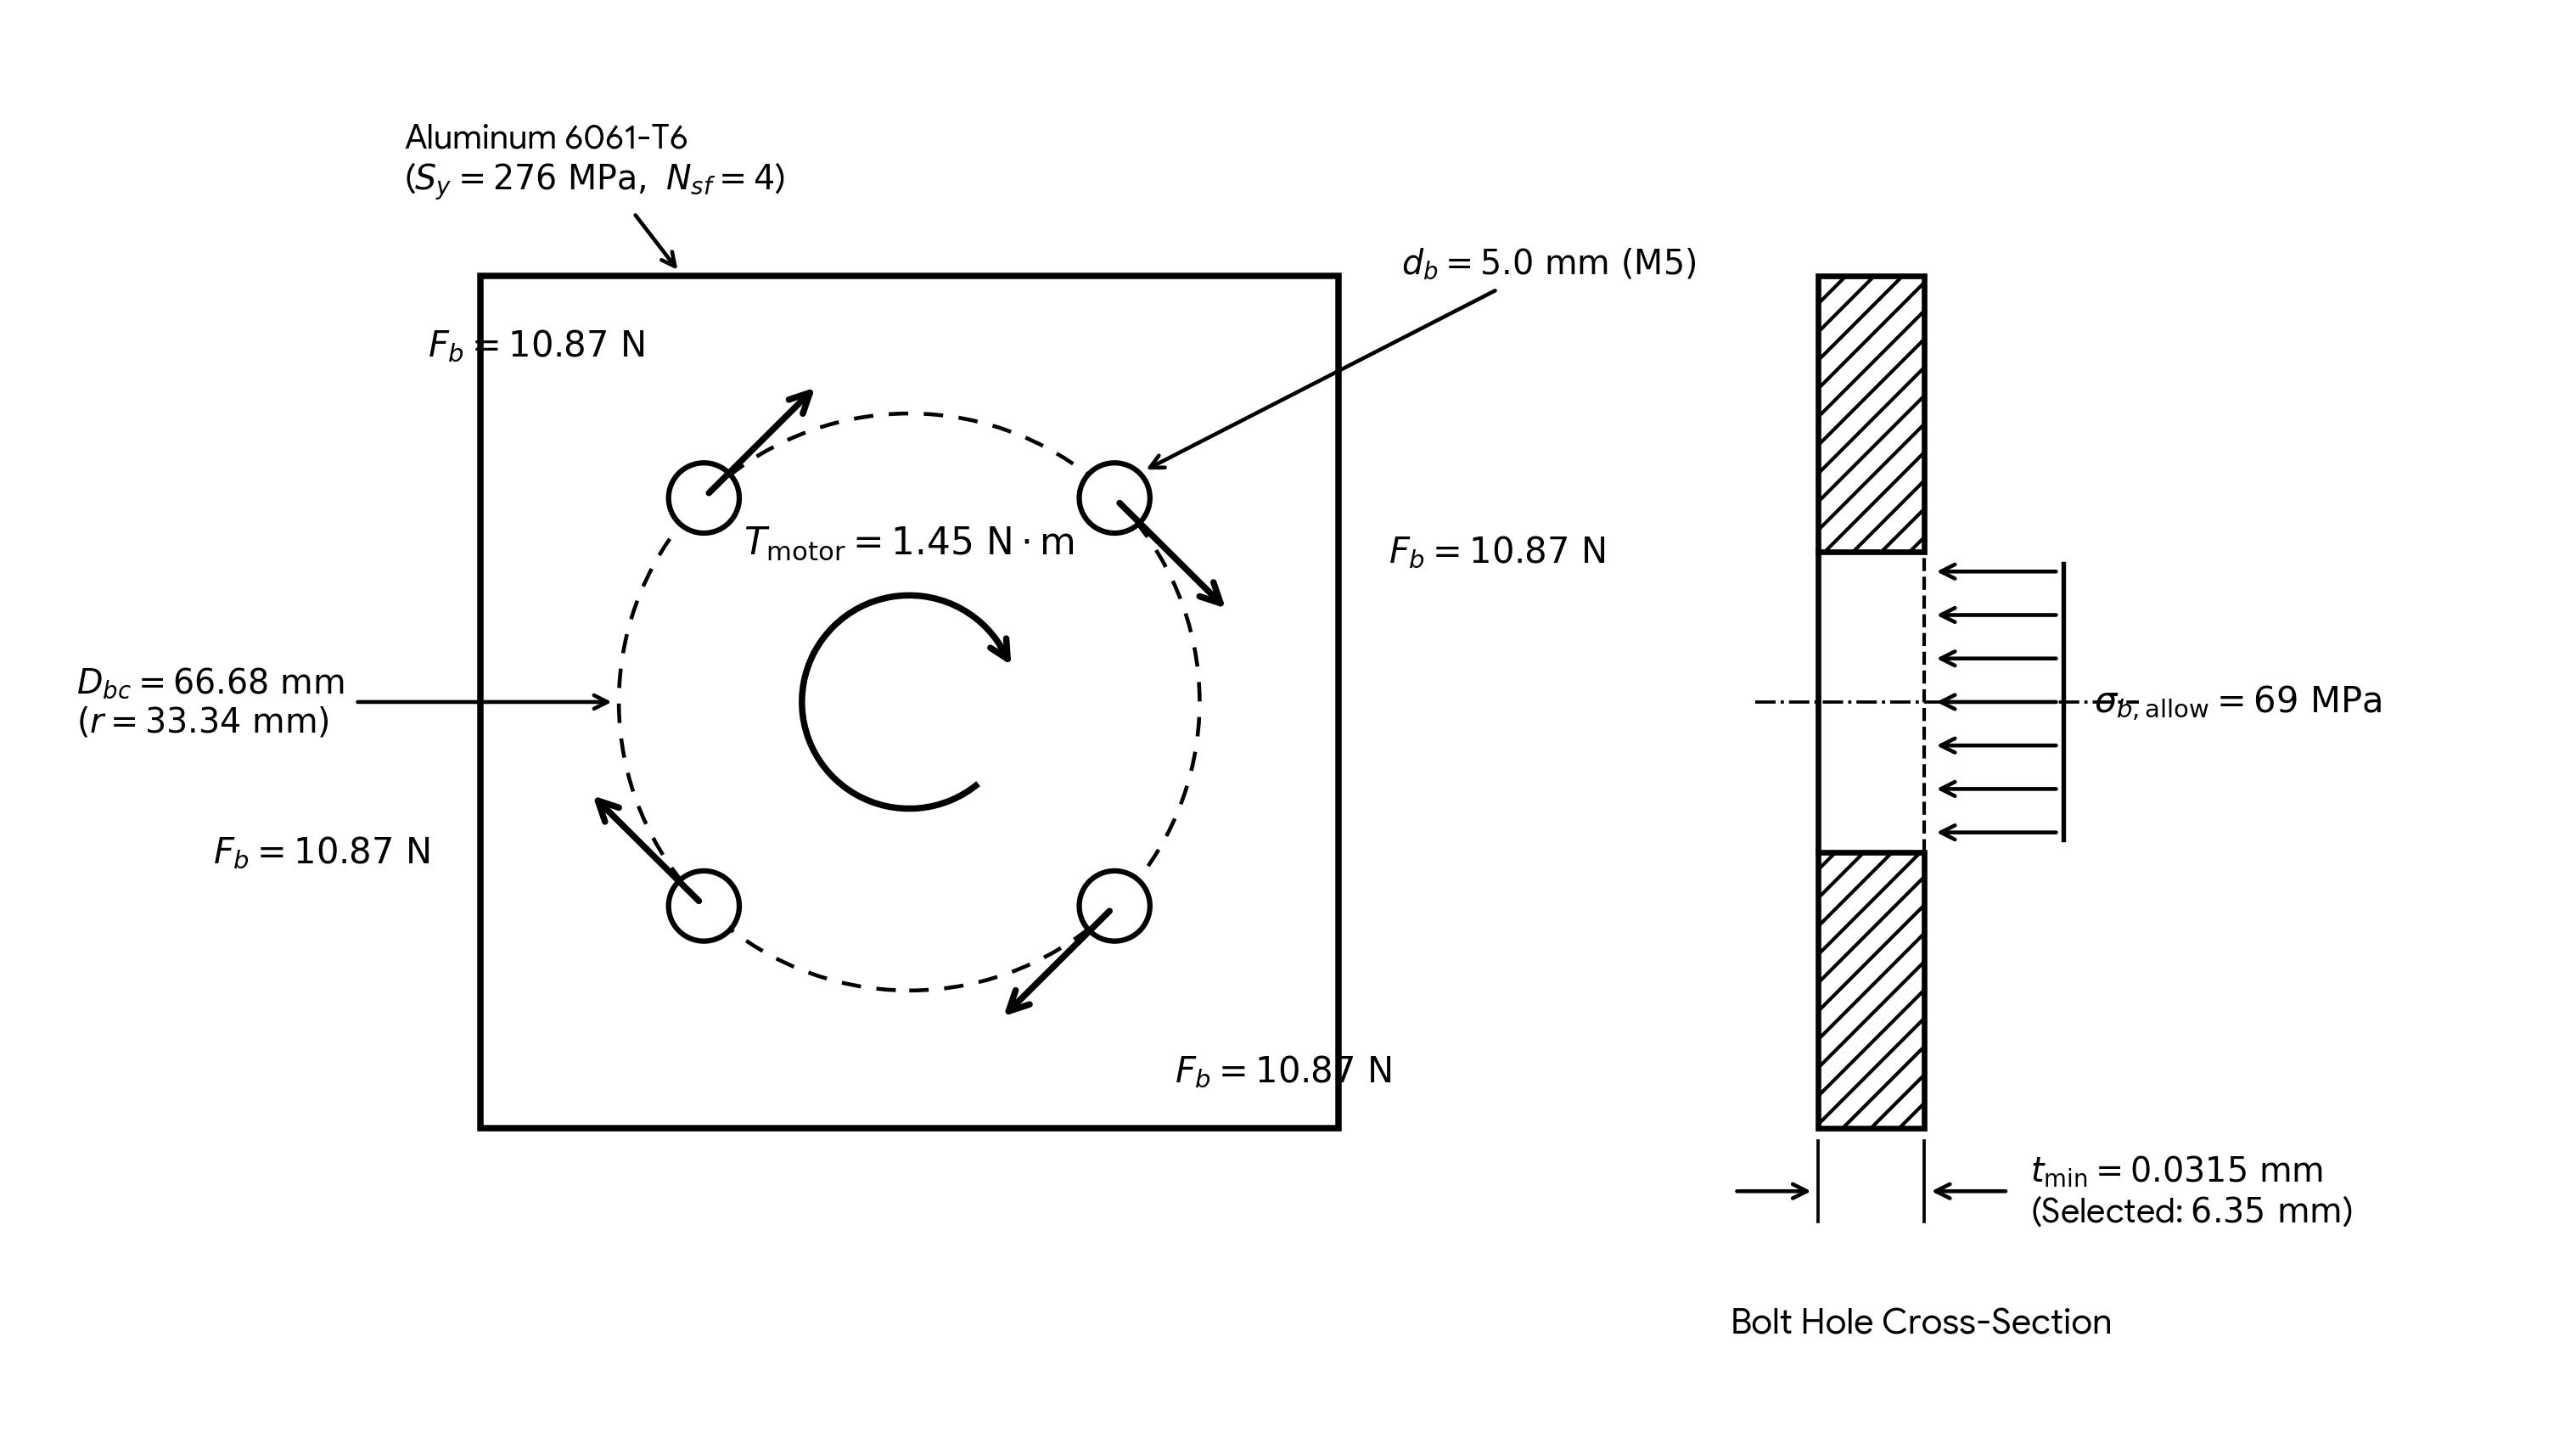 Aluminum 6061-T6
(S_y = 276 MPa, N_sf = 4)
d_b = 5.0 mm (M5)
F_b = 10.87 N
T_motor = 1.45 N · m
F_b = 10.87 N
D_bc = 66.68 mm
(r = 33.34 mm)
σ_b, allow = 69 MPa
F_b = 10.87 N
F_b = 10.87 N
t_min = 0.0315 mm
(Selected: 6.35 mm)
Bolt Hole Cross-Section